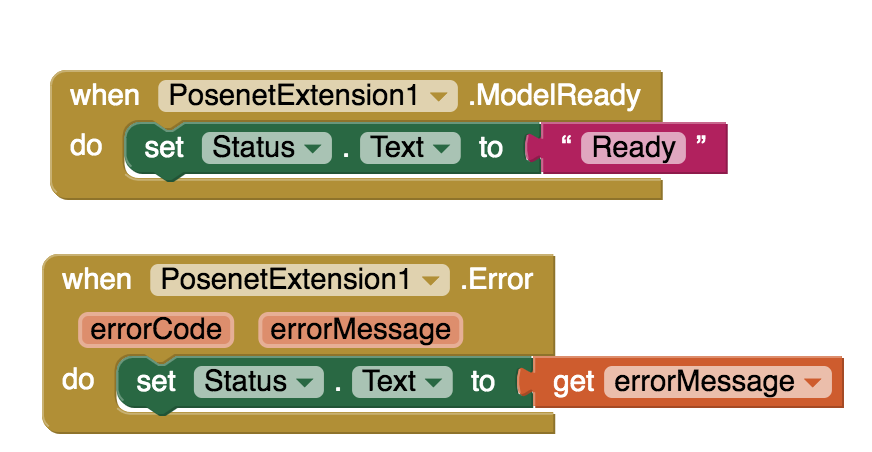 when PosenetExtension1 .ModelReady
do set Status . Text to “ Ready ”
when PosenetExtension1 .Error
errorCode errorMessage
do set Status . Text to get errorMessage